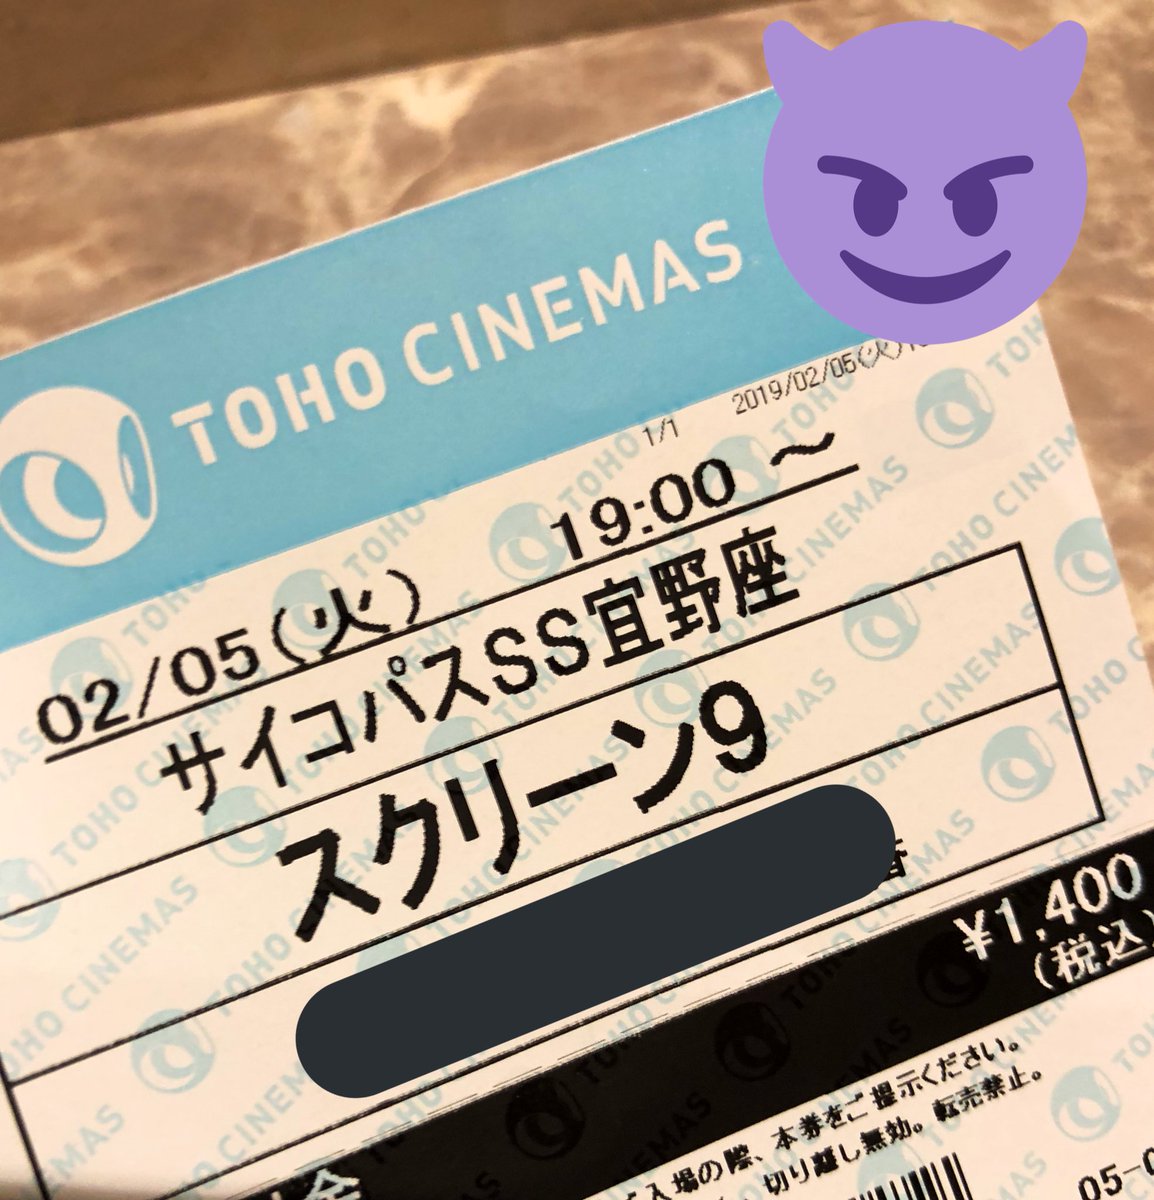 TOHO CINEMAS
2019/02/05(火)
1/1
02/05(火) 19:00 ~
サイコパスSS宜野座
スクリーン9
番
¥1,400
(税込)
入場の際、本券をご提示ください。
切り離し無効。転売禁止。
05-0